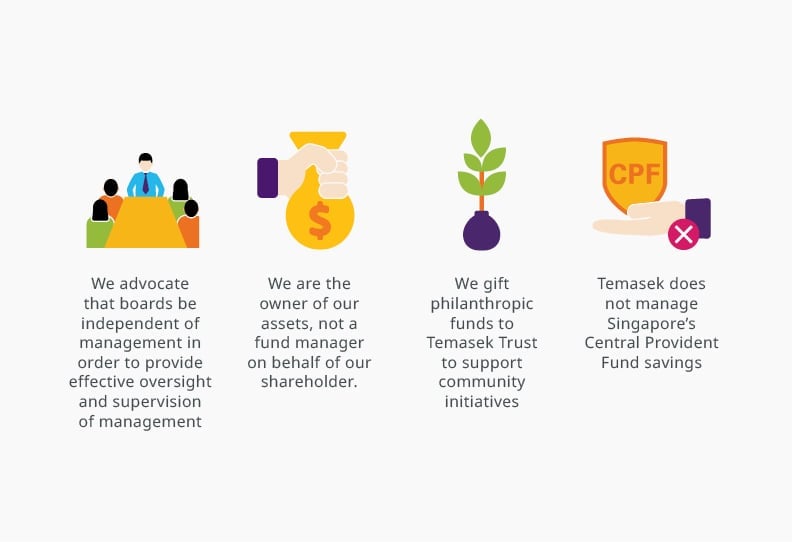 CPF
$
We advocate
that boards be
independent of
management in
order to provide
effective oversight
and supervision
of management
We are the
owner of our
assets, not a
fund manager
on behalf of our
shareholder.
We gift
philanthropic
funds to
Temasek Trust
to support
community
initiatives
Temasek does
not manage
Singapore’s
Central Provident
Fund savings